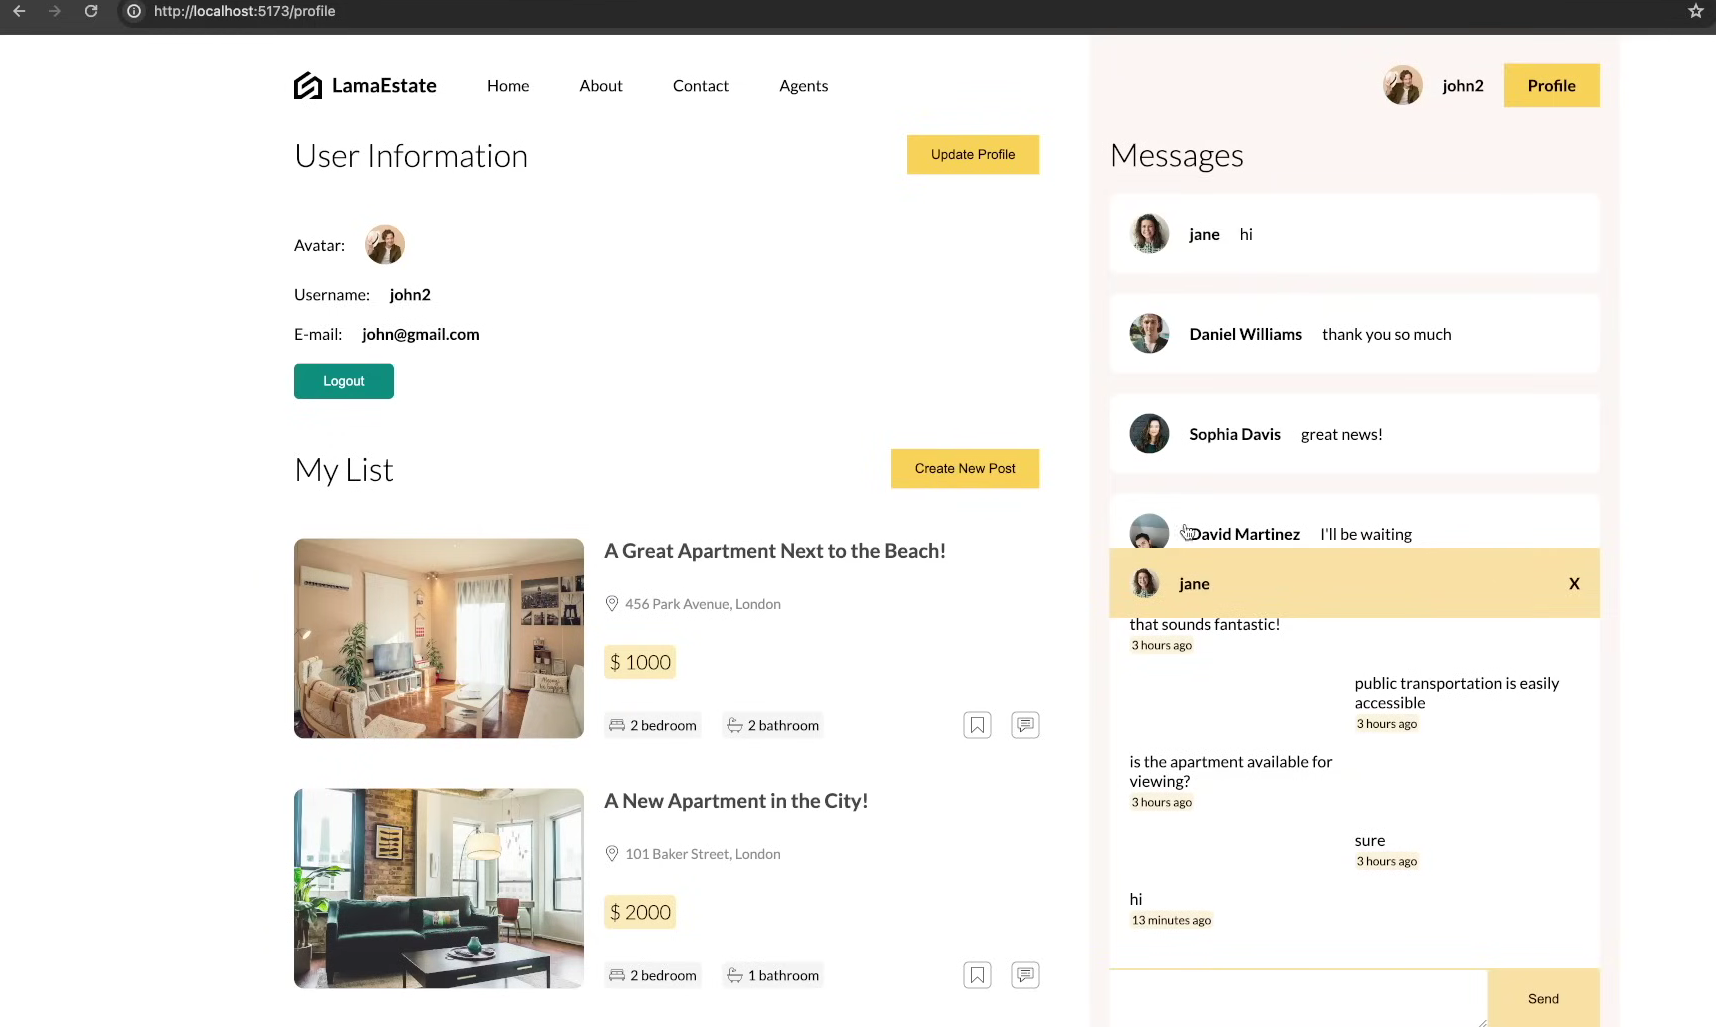 http://localhost:5173/profile
LamaEstate
Home
About
Contact
Agents
john2
Profile
User Information
Update Profile
Avatar:
Username: john2
E-mail: john@gmail.com
Logout
My List
Create New Post
A Great Apartment Next to the Beach!
456 Park Avenue, London
$ 1000
2 bedroom
2 bathroom
A New Apartment in the City!
101 Baker Street, London
$ 2000
2 bedroom
1 bathroom
Messages
jane hi
Daniel Williams thank you so much
Sophia Davis great news!
David Martinez I'll be waiting
jane
X
that sounds fantastic!
3 hours ago
public transportation is easily
accessible
3 hours ago
is the apartment available for
viewing?
3 hours ago
sure
3 hours ago
hi
13 minutes ago
Send